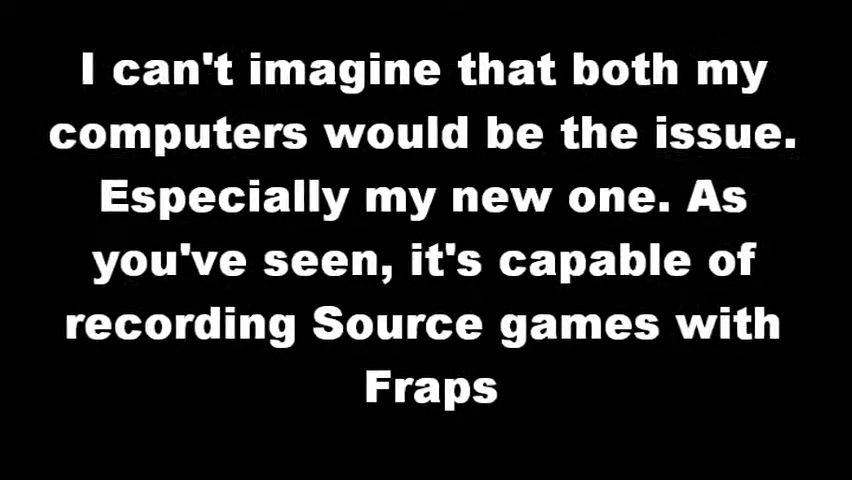 I can't imagine that both my
computers would be the issue.
Especially my new one. As
you've seen, it's capable of
recording Source games with
Fraps